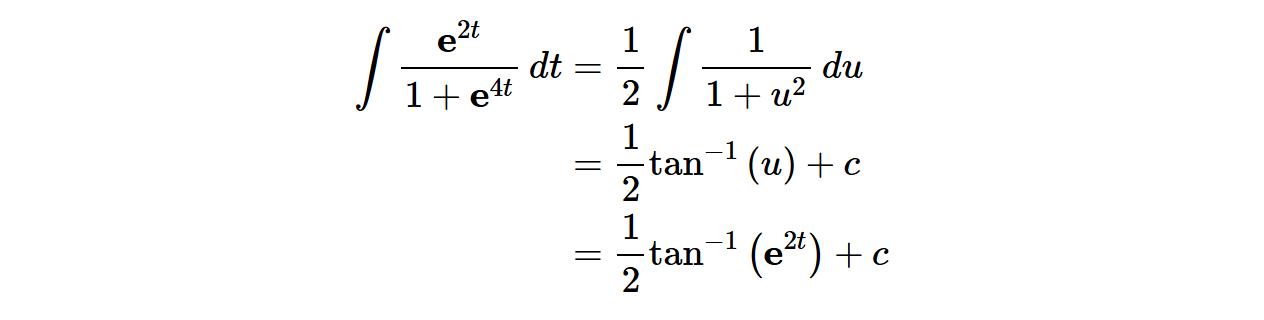 ∫ e^{2t}/(1 + e^{4t}) dt = 1/2 ∫ 1/(1 + u^2) du
= 1/2 tan^{-1} (u) + c
= 1/2 tan^{-1} (e^{2t}) + c